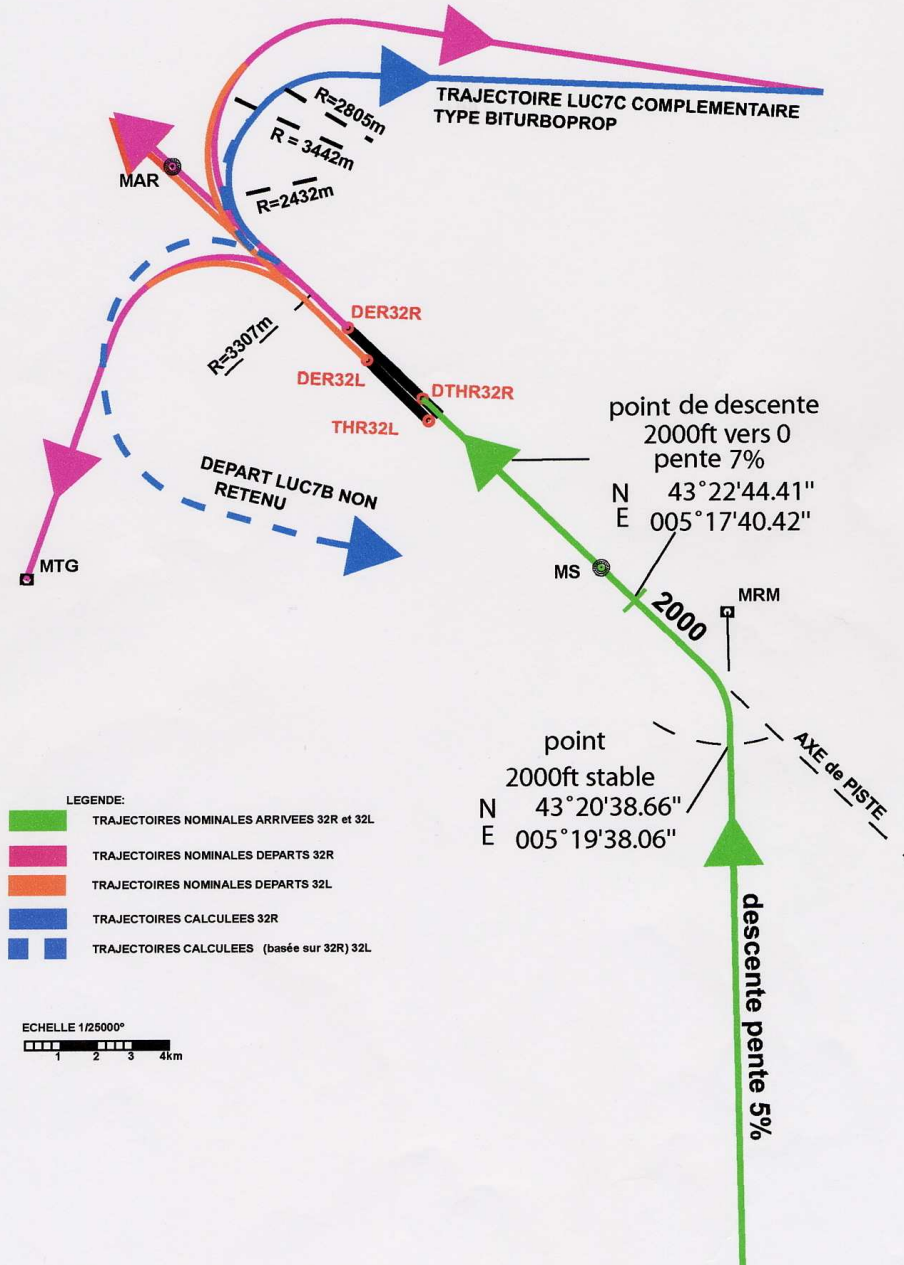 TRAJECTOIRE LUC7C COMPLEMENTAIRE
TYPE BITURBOPROP
R=2805m
R = 3442m
R=2432m
MAR
DER32R
R=3307m
DER32L
DTHR32R
THR32L
point de descente
2000ft vers 0
pente 7%
N 43°22'44.41"
E 005°17'40.42"
DEPART LUC7B NON
RETENU
MTG
MS
MRM
2000
AXE de PISTE
point
2000ft stable
N 43°20'38.66"
E 005°19'38.06"
LEGENDE:
TRAJECTOIRES NOMINALES ARRIVEES 32R et 32L
TRAJECTOIRES NOMINALES DEPARTS 32R
TRAJECTOIRES NOMINALES DEPARTS 32L
TRAJECTOIRES CALCULEES 32R
TRAJECTOIRES CALCULEES (basée sur 32R) 32L
descente pente 5%
ECHELLE 1/25000°
1 2 3 4km